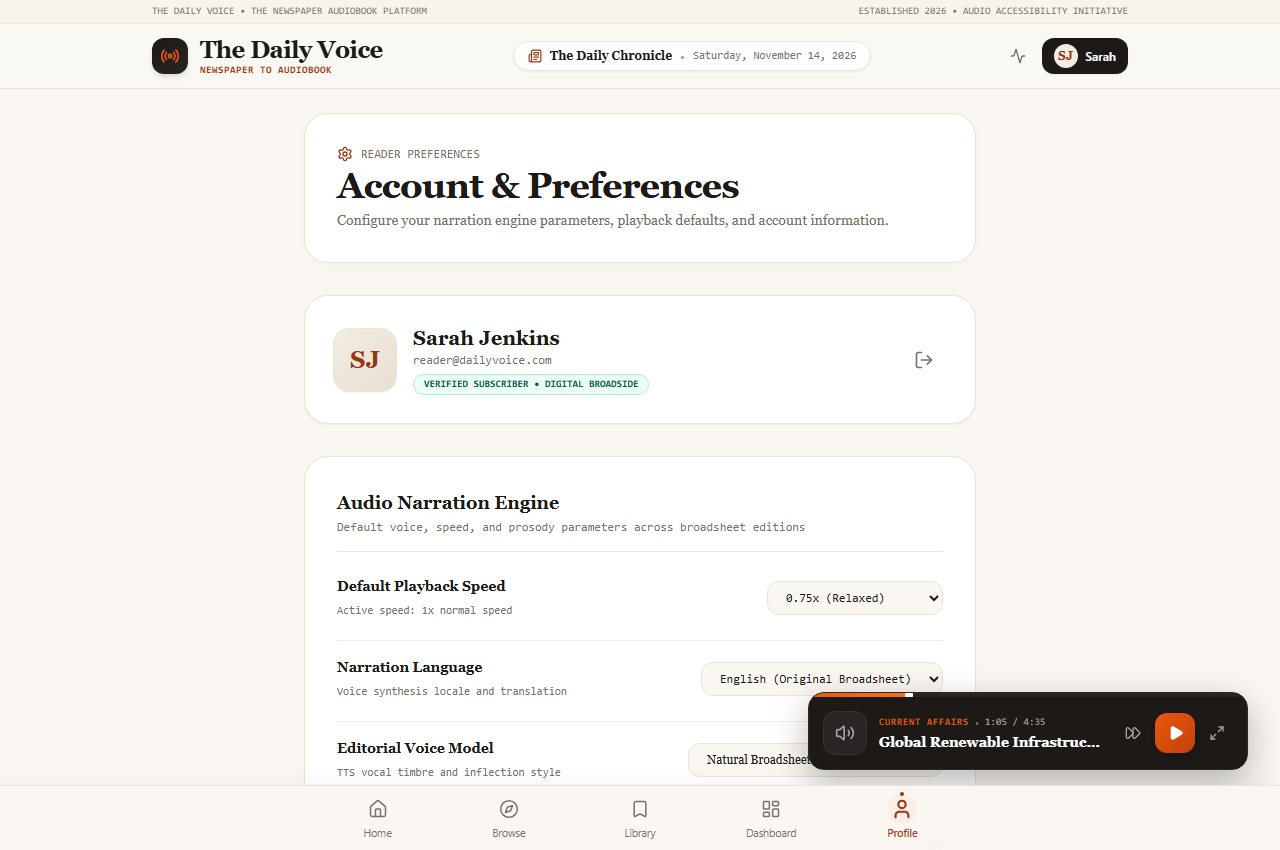 THE DAILY VOICE • THE NEWSPAPER AUDIOBOOK PLATFORM
ESTABLISHED 2026 • AUDIO ACCESSIBILITY INITIATIVE
The Daily Voice
NEWSPAPER TO AUDIOBOOK
The Daily Chronicle • Saturday, November 14, 2026
SJ Sarah
READER PREFERENCES
Account & Preferences
Configure your narration engine parameters, playback defaults, and account information.
SJ
Sarah Jenkins
reader@dailyvoice.com
VERIFIED SUBSCRIBER • DIGITAL BROADSIDE
Audio Narration Engine
Default voice, speed, and prosody parameters across broadsheet editions
Default Playback Speed
0.75x (Relaxed)
Active speed: 1x normal speed
Narration Language
English (Original Broadsheet)
Voice synthesis locale and translation
Editorial Voice Model
Natural Broadsheet
TTS vocal timbre and inflection style
CURRENT AFFAIRS • 1:05 / 4:35
Global Renewable Infrastruc...
Home
Browse
Library
Dashboard
Profile